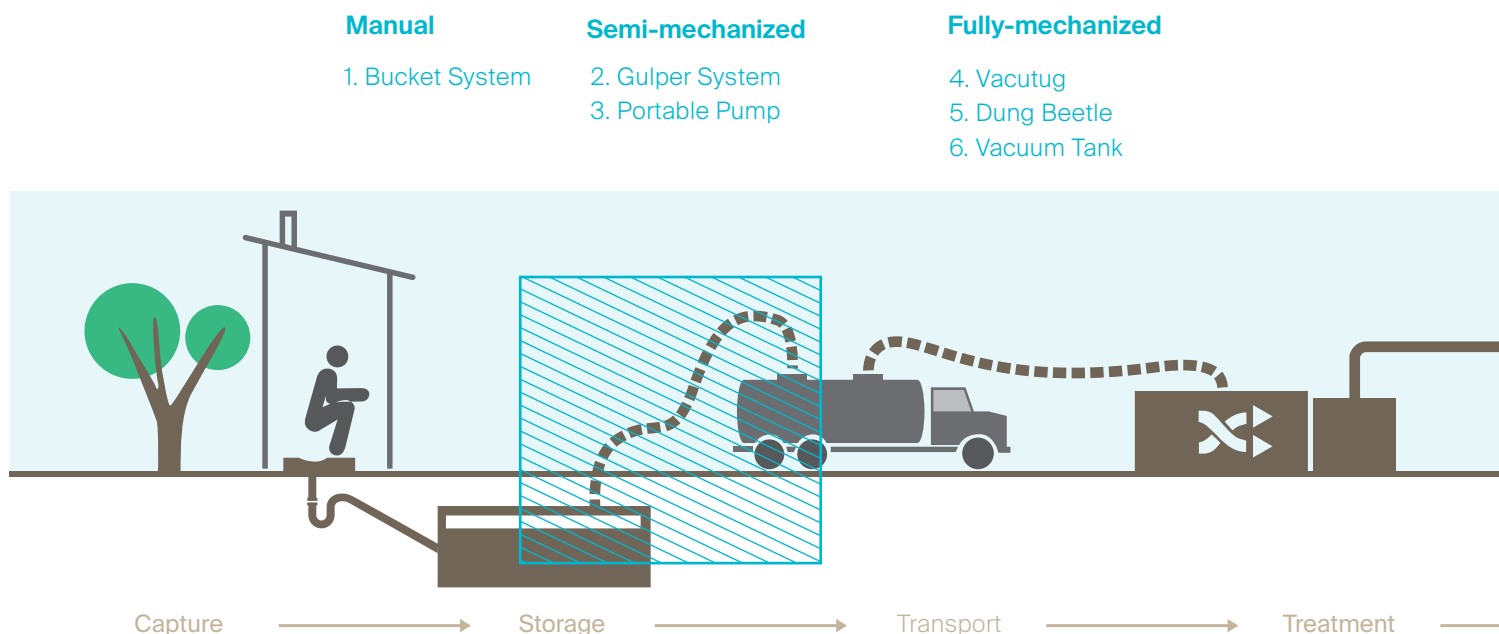 Manual
1. Bucket System
Semi-mechanized
2. Gulper System
3. Portable Pump
Fully-mechanized
4. Vacutug
5. Dung Beetle
6. Vacuum Tank
Capture
Storage
Transport
Treatment